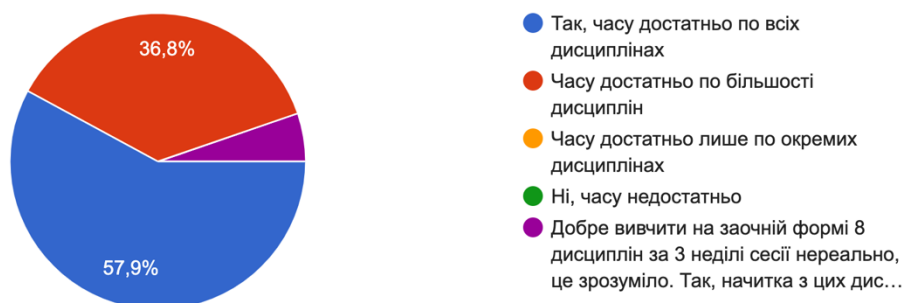 36,8%
57,9%
Так, часу достатньо по всіх
дисциплінах
Часу достатньо по більшості
дисциплін
Часу достатньо лише по окремих
дисциплінах
Ні, часу недостатньо
Добре вивчити на заочній формі 8
дисциплін за 3 неділі сесії нереально,
це зрозуміло. Так, начитка з цих дис…